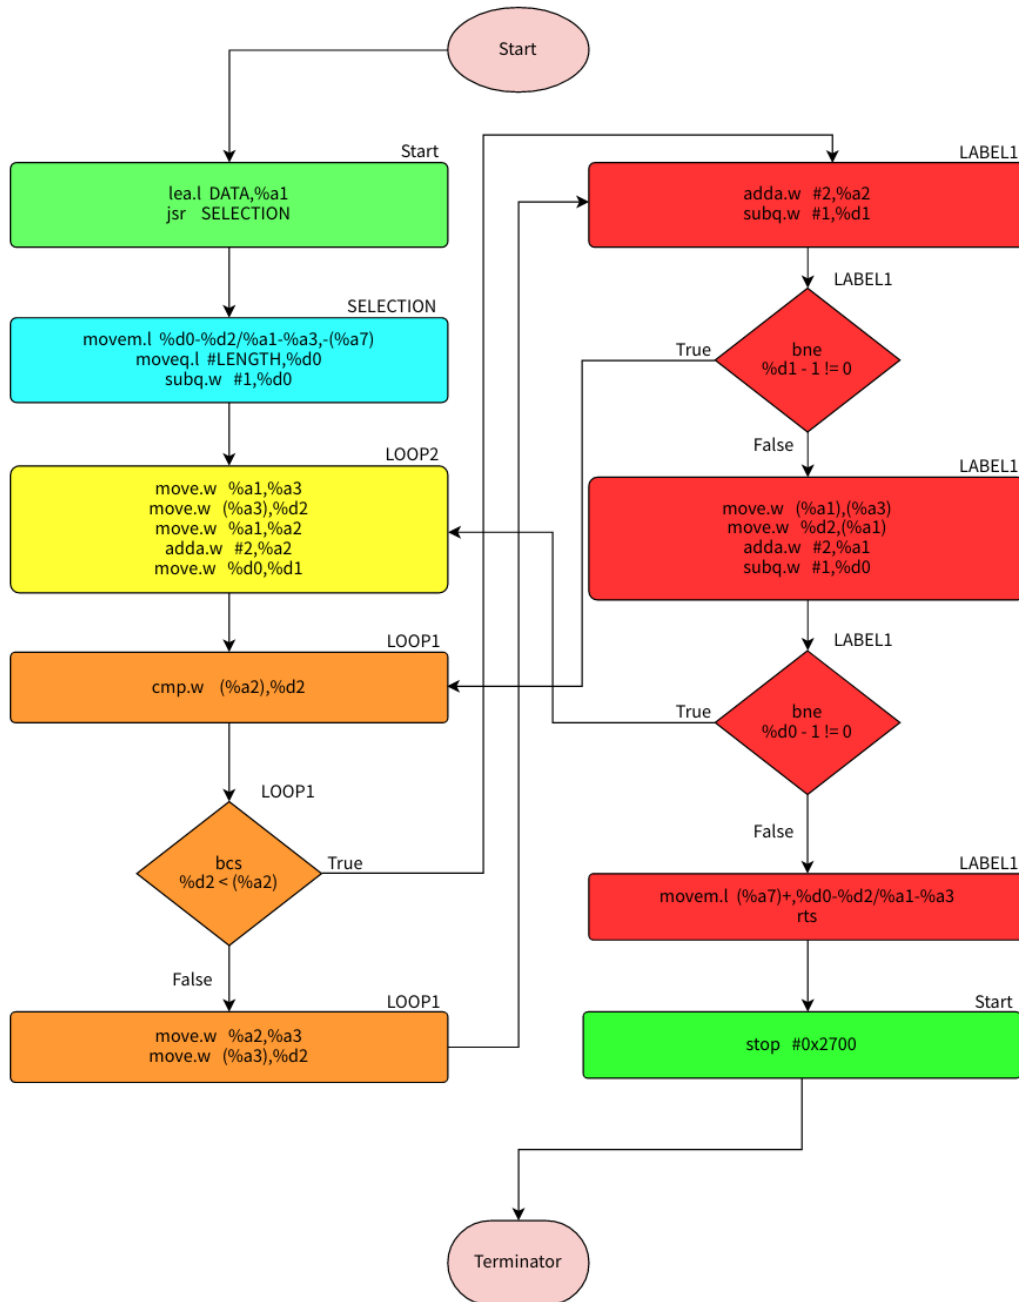 Start
Start
lea.l DATA,%a1
jsr SELECTION
SELECTION
movem.l %d0-%d2/%a1-%a3,-(%a7)
moveq.l #LENGTH,%d0
subq.w #1,%d0
LOOP2
move.w %a1,%a3
move.w (%a3),%d2
move.w %a1,%a2
adda.w #2,%a2
move.w %d0,%d1
LOOP1
cmp.w (%a2),%d2
LOOP1
bcs
%d2 < (%a2)
True
False
LOOP1
move.w %a2,%a3
move.w (%a3),%d2
LABEL1
adda.w #2,%a2
subq.w #1,%d1
LABEL1
bne
%d1 - 1 != 0
True
False
LABEL1
move.w (%a1),(%a3)
move.w %d2,(%a1)
adda.w #2,%a1
subq.w #1,%d0
LABEL1
bne
%d0 - 1 != 0
True
False
LABEL1
movem.l (%a7)+,%d0-%d2/%a1-%a3
rts
Start
stop #0x2700
Terminator